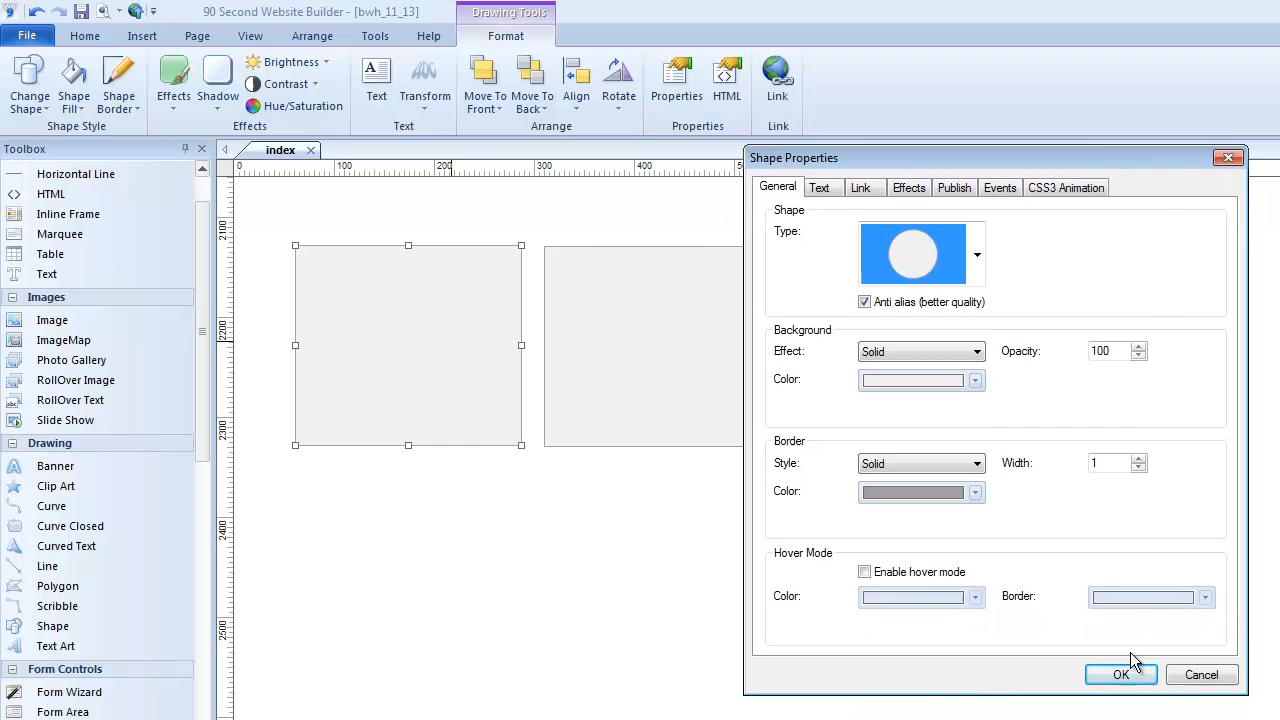 90 Second Website Builder - [bwh_11_13]
Drawing Tools
File Home Insert Page View Arrange Tools Help Format
Change Shape
Shape Fill
Shape Border
Effects
Shadow
Brightness
Contrast
Hue/Saturation
Text
Transform
Move To Front
Move To Back
Align
Rotate
Properties
HTML
Link
Shape Style Effects Text Arrange Properties Link
Toolbox
index
0 100 200 300 400
2100
2200
2300
2400
2500
Horizontal Line
HTML
Inline Frame
Marquee
Table
Text
Images
Image
ImageMap
Photo Gallery
RollOver Image
RollOver Text
Slide Show
Drawing
Banner
Clip Art
Curve
Curve Closed
Curved Text
Line
Polygon
Scribble
Shape
Text Art
Form Controls
Form Wizard
Form Area
Shape Properties
General Text Link Effects Publish Events CSS3 Animation
Shape
Type:
Anti alias (better quality)
Background
Effect: Solid Opacity: 100
Color:
Border
Style: Solid Width: 1
Color:
Hover Mode
Enable hover mode
Color: Border:
OK Cancel